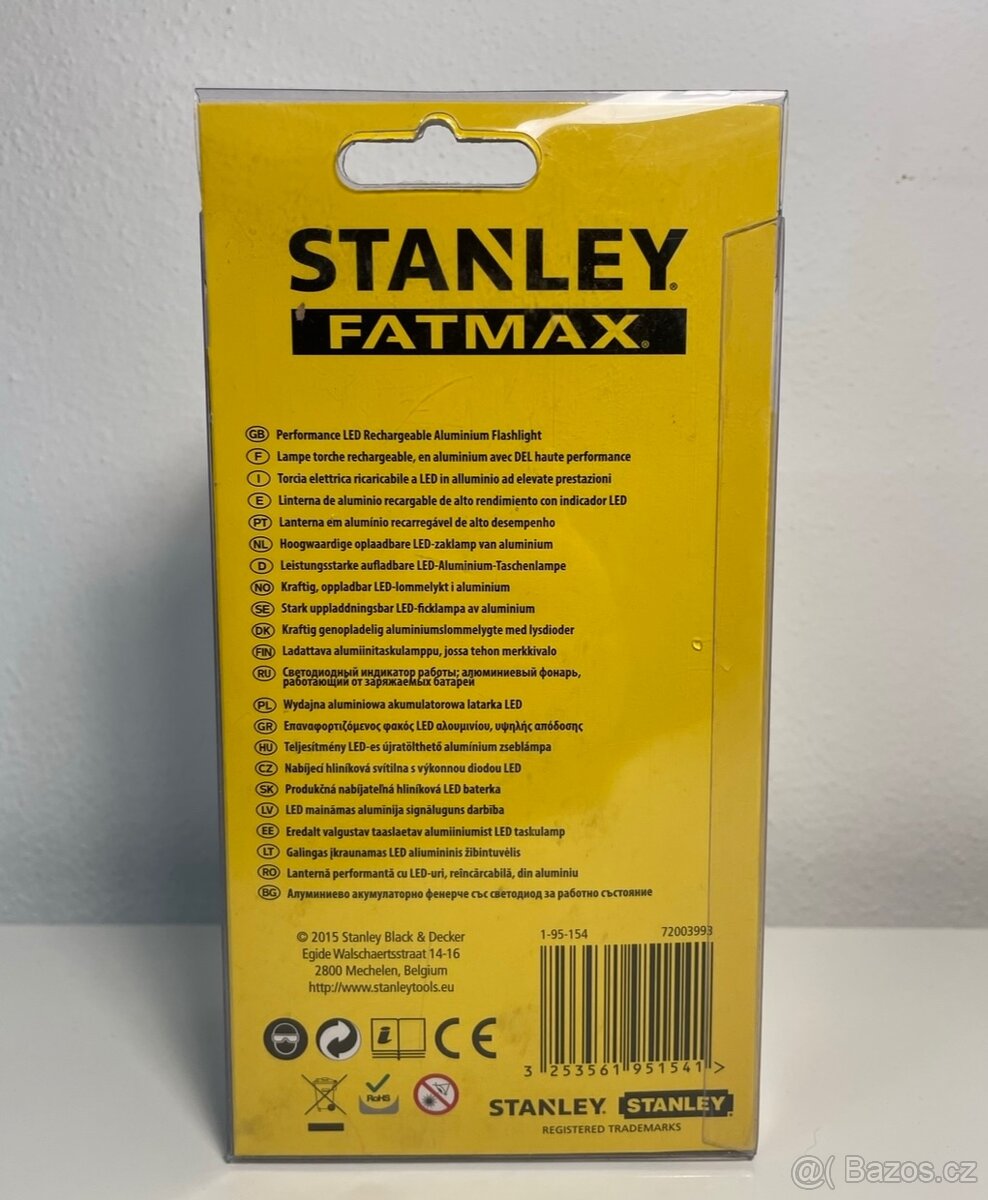 STANLEY®
FATMAX®
GB Performance LED Rechargeable Aluminium Flashlight
F Lampe torche rechargeable, en aluminium avec DEL haute performance
I Torcia elettrica ricaricabile a LED in alluminio ad elevate prestazioni
E Linterna de aluminio recargable de alto rendimiento con indicador LED
PT Lanterna em alumínio recarregável de alto desempenho
NL Hoogwaardige oplaadbare LED-zaklamp van aluminium
D Leistungsstarke aufladbare LED-Aluminium-Taschenlampe
NO Kraftig, oppladbar LED-lommelykt i aluminium
SE Stark uppladdningsbar LED-ficklampa av aluminium
DK Kraftig genopladelig aluminiumslommelygte med lysdioder
FIN Ladattava alumiinitaskulamppu, jossa tehon merkkivalo
RU Светодиодный индикатор работы; алюминиевый фонарь,
работающий от заряжаемых батарей
PL Wydajna aluminiowa akumulatorowa latarka LED
GR Επαναφορτιζόμενος φακός LED αλουμινίου, υψηλής απόδοσης
HU Teljesítmény LED-es újratölthető alumínium zseblámpa
CZ Nabíjecí hliníková svítilna s výkonnou diodou LED
SK Produkčná nabíjateľná hliníková LED baterka
LV LED maināmas alumīnija signāluguns darbība
EE Eredalt valgustav taaslaetav alumiiniumist LED taskulamp
LT Galingas įkraunamas LED aliumininis žibintuvėlis
RO Lanternă performantă cu LED-uri, reîncărcabilă, din aluminiu
BG Алуминиево акумулаторно фенерче със светодиод за работно състояние
© 2015 Stanley Black & Decker
Egide Walschaertsstraat 14-16
2800 Mechelen, Belgium
http://www.stanleytools.eu
1-95-154 72003993
3 253561 951541 >
i CE
RoHS
STANLEY. STANLEY.
REGISTERED TRADEMARKS
@( Bazos.cz